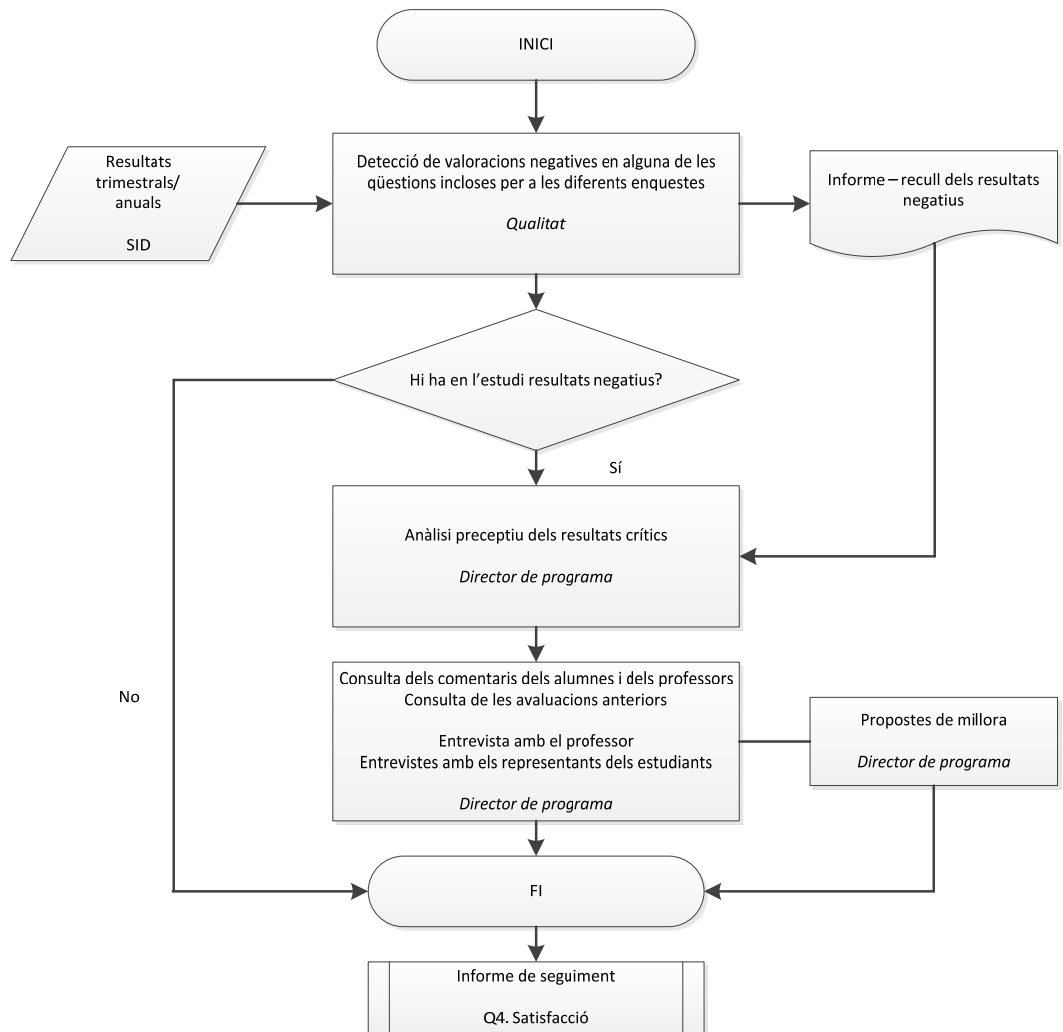 INICI
Resultats
trimestrals/
anuals
SID
Detecció de valoracions negatives en alguna de les
qüestions incloses per a les diferents enquestes
Qualitat
Informe – recull dels resultats
negatius
Hi ha en l’estudi resultats negatius?
Sí
Anàlisi preceptiu dels resultats crítics
Director de programa
No
Consulta dels comentaris dels alumnes i dels professors
Consulta de les avaluacions anteriors
Entrevista amb el professor
Entrevistes amb els representants dels estudiants
Director de programa
Propostes de millora
Director de programa
FI
Informe de seguiment
Q4. Satisfacció